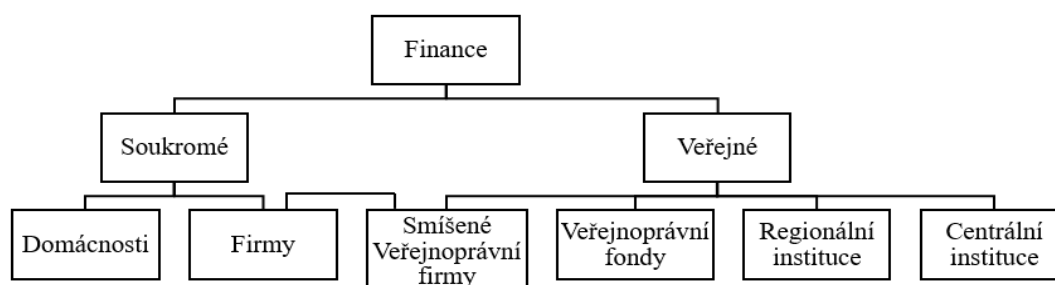 Finance
Soukromé
Veřejné
Domácnosti
Firmy
Smíšené
Veřejnoprávní
firmy
Veřejnoprávní
fondy
Regionální
instituce
Centrální
instituce